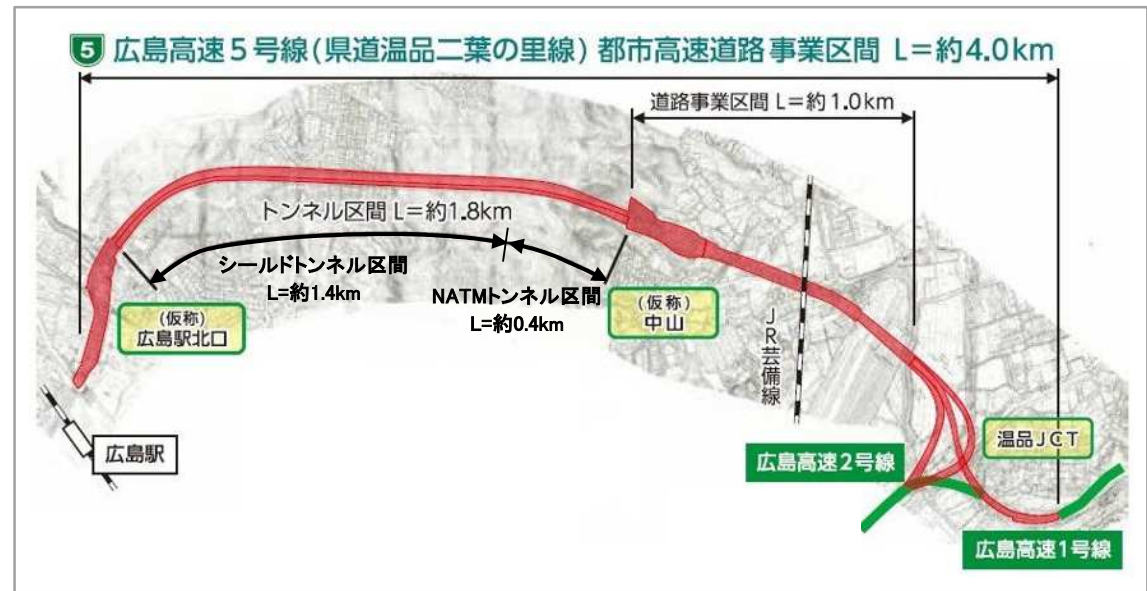 5 広島高速5号線(県道温品二葉の里線) 都市高速道路事業区間 L=約4.0km
道路事業区間 L=約1.0km
トンネル区間 L=約1.8km
シールドトンネル区間
L=約1.4km
NATMトンネル区間
L=約0.4km
(仮称)
広島駅北口
(仮称)
中山
JR芸備線
広島駅
温品JCT
広島高速2号線
広島高速1号線